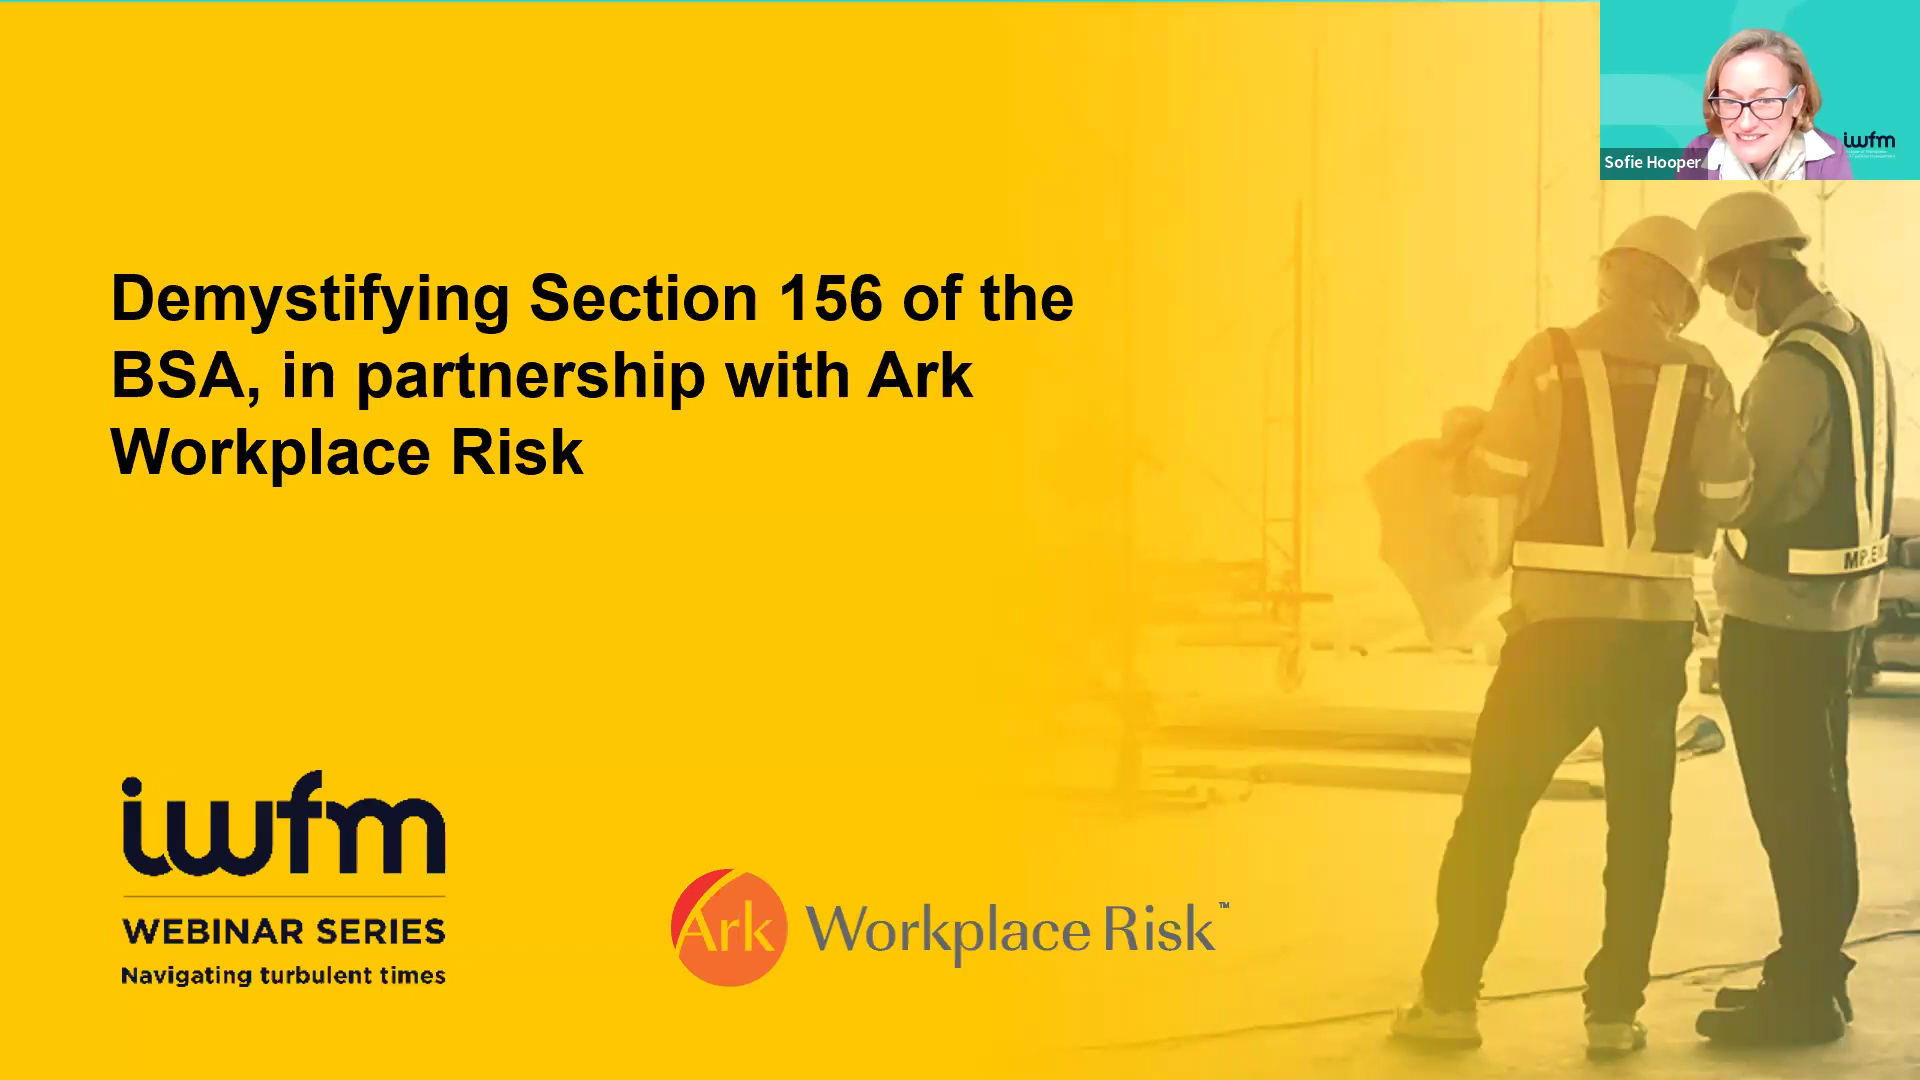 Demystifying Section 156 of the
BSA, in partnership with Ark
Workplace Risk
iwfm
WEBINAR SERIES
Navigating turbulent times
Ark Workplace Risk™
Sofie Hooper
iwfm